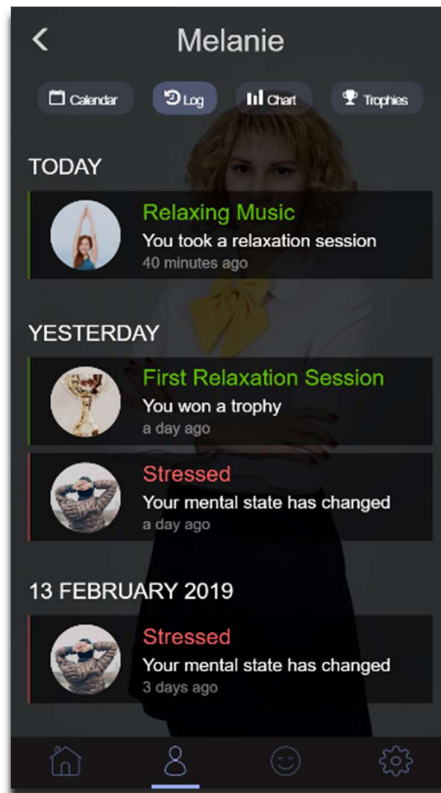 Melanie
Calendar
Log
Chart
Trophies
TODAY
Relaxing Music
You took a relaxation session
40 minutes ago
YESTERDAY
First Relaxation Session
You won a trophy
a day ago
Stressed
Your mental state has changed
a day ago
13 FEBRUARY 2019
Stressed
Your mental state has changed
3 days ago